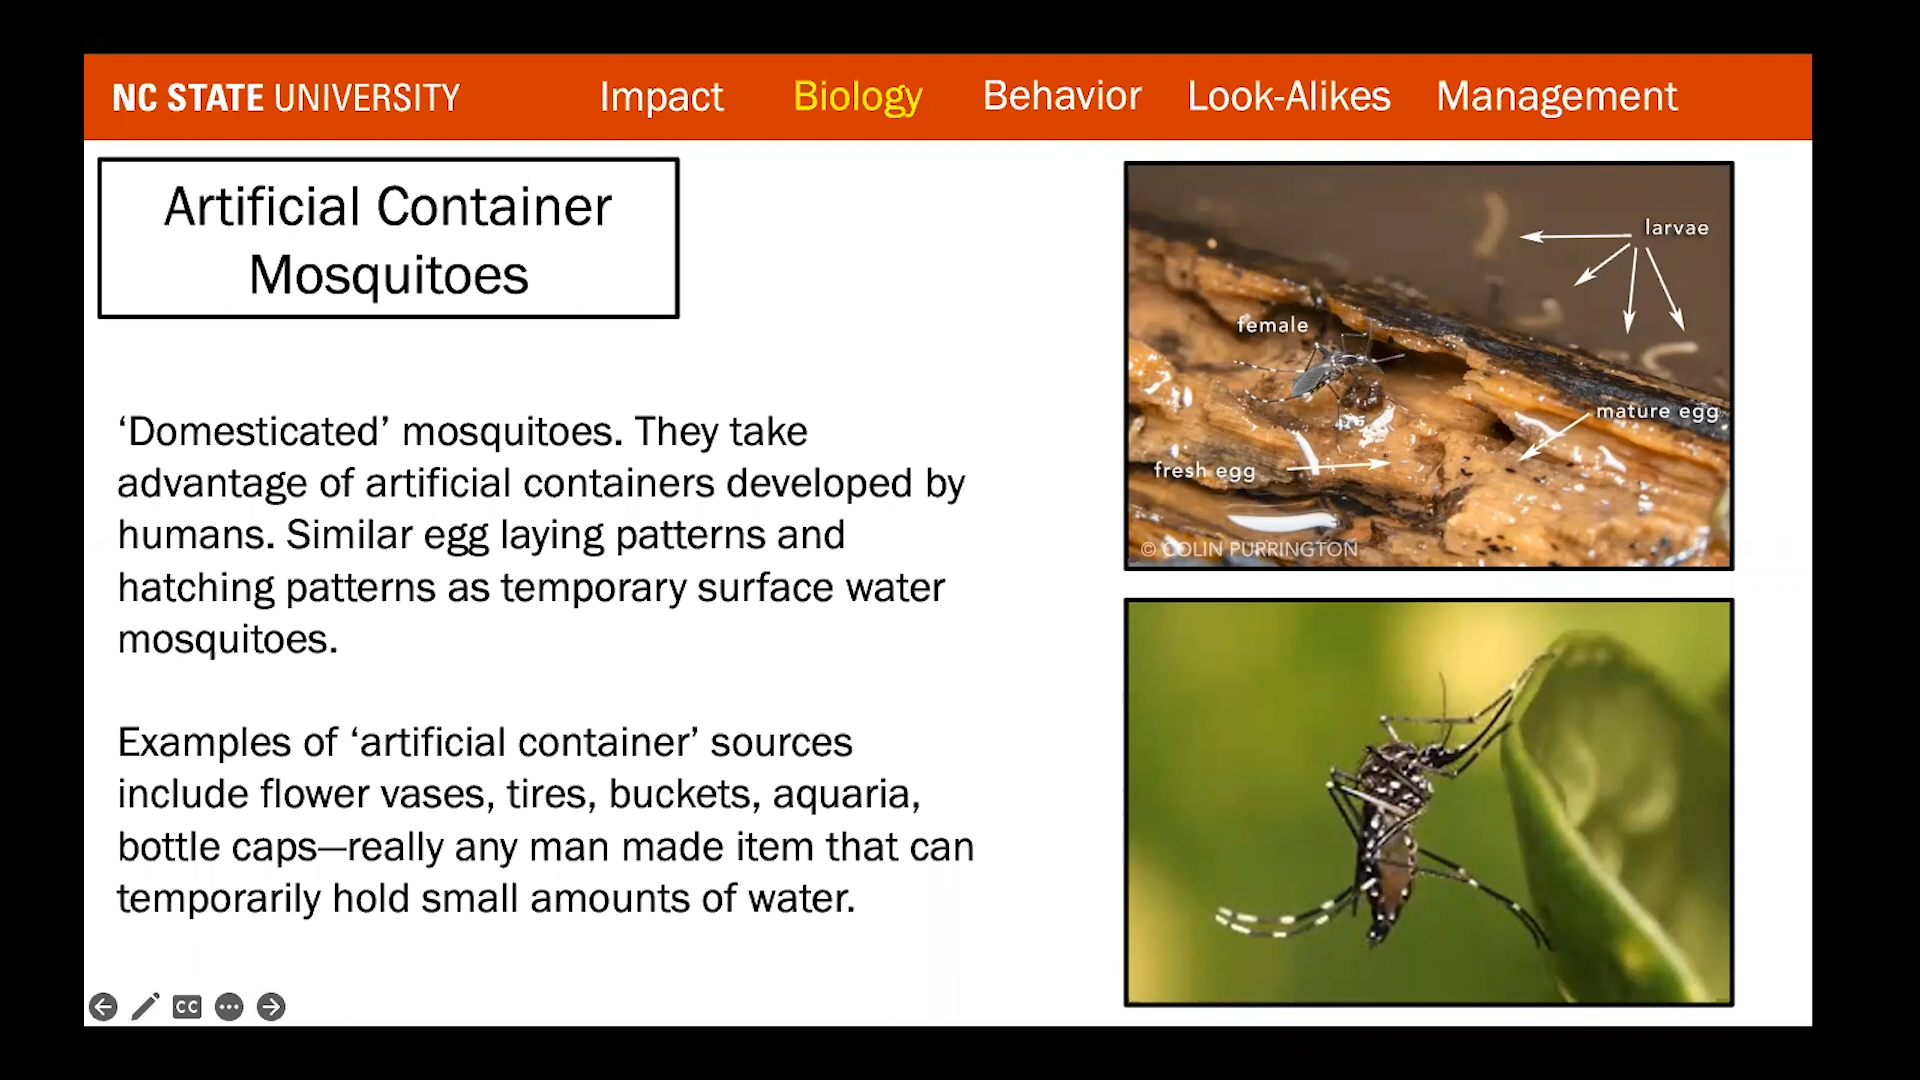 NC STATE UNIVERSITY Impact Biology Behavior Look-Alikes Management
Artificial Container
Mosquitoes
‘Domesticated’ mosquitoes. They take
advantage of artificial containers developed by
humans. Similar egg laying patterns and
hatching patterns as temporary surface water
mosquitoes.
Examples of ‘artificial container’ sources
include flower vases, tires, buckets, aquaria,
bottle caps—really any man made item that can
temporarily hold small amounts of water.
larvae
female
mature egg
fresh egg
© COLIN PURRINGTON
CC